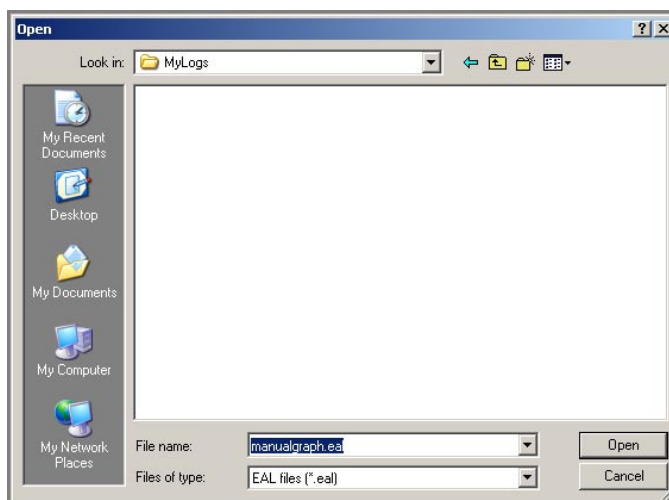 Open
Look in:
MyLogs
My Recent
Documents
Desktop
My Documents
My Computer
My Network
Places
File name:
manualgraph.eal
Open
Files of type:
EAL files (*.eal)
Cancel